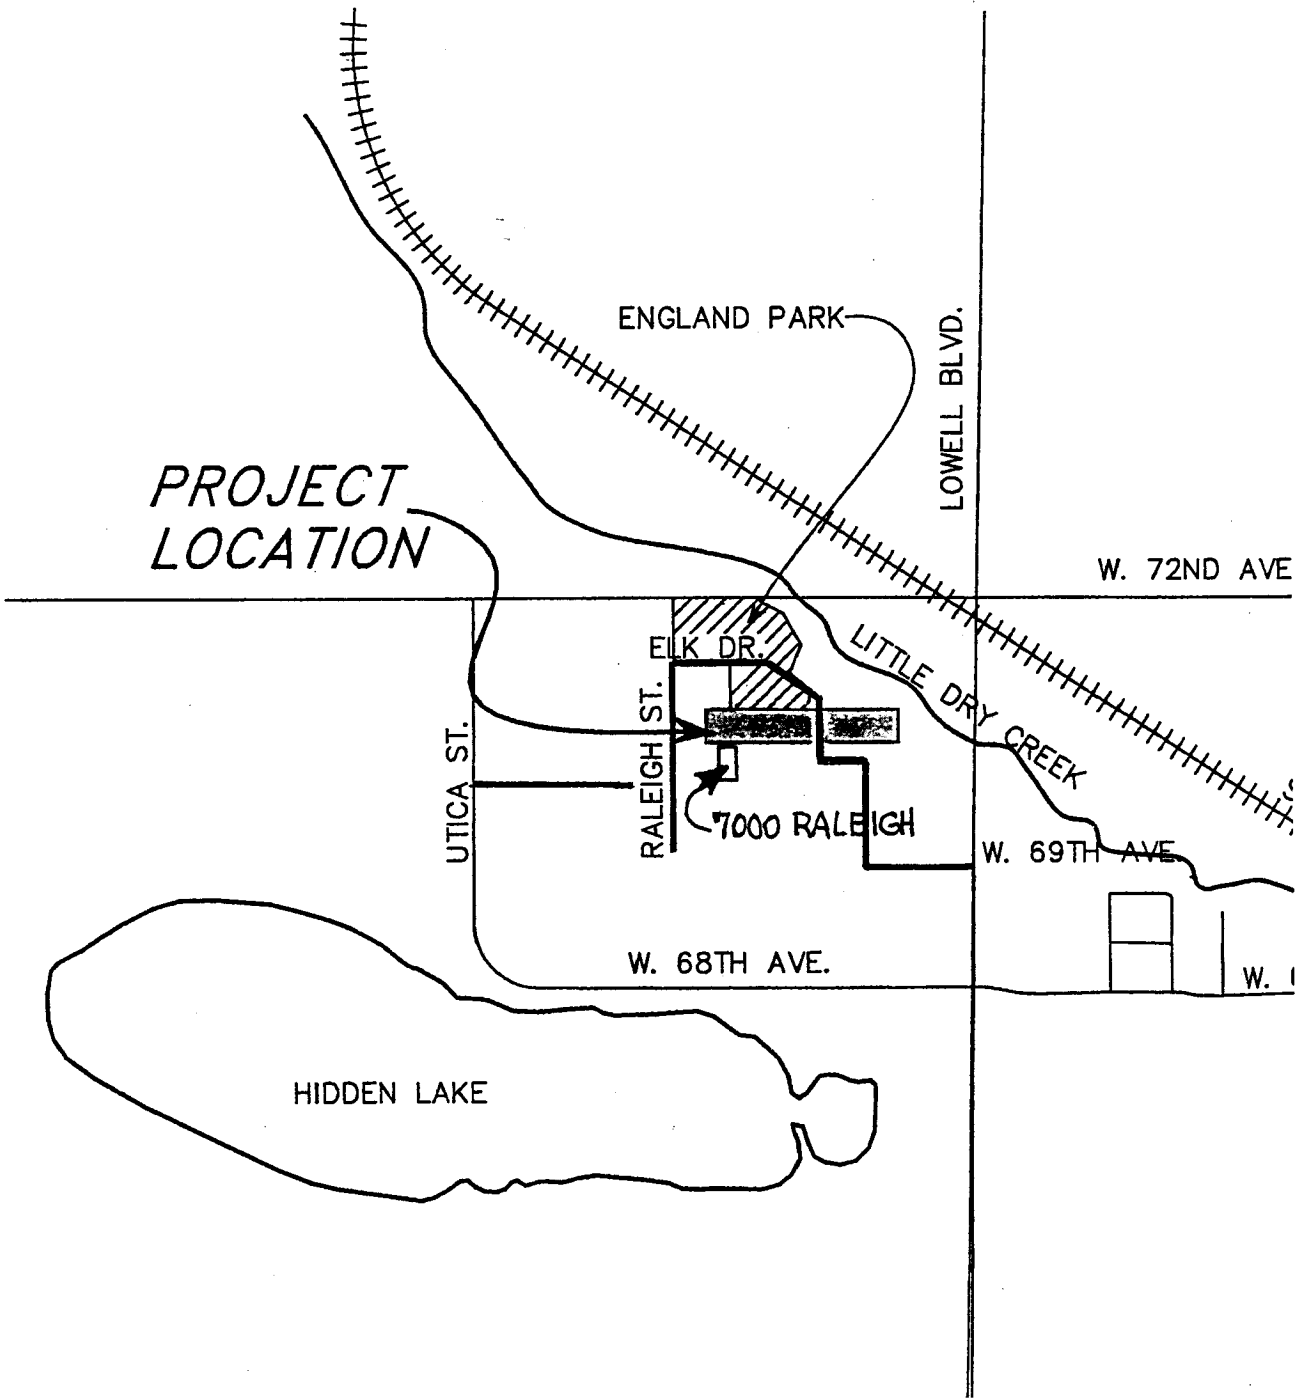 ENGLAND PARK
LOWELL BLVD.
PROJECT
LOCATION
W. 72ND AVE
ELK DR.
LITTLE DRY CREEK
RALEIGH ST.
UTICA ST.
7000 RALEIGH
W. 69TH AVE.
W. 68TH AVE.
W.
HIDDEN LAKE